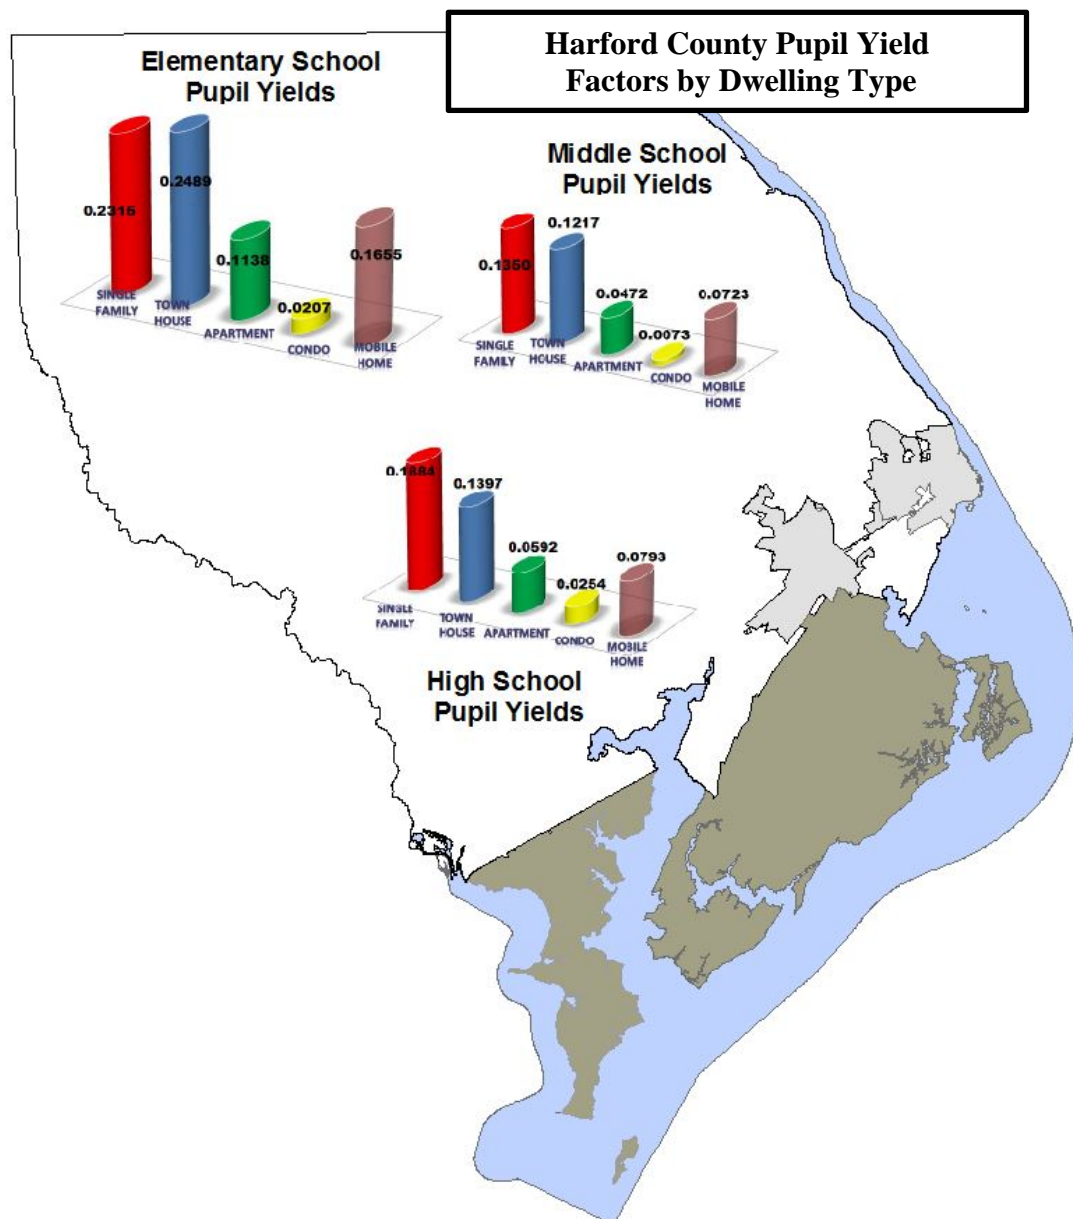 Harford County Pupil Yield
Factors by Dwelling Type
Elementary School
Pupil Yields
0.2315
0.2489
0.1138
0.0207
0.1655
SINGLE
FAMILY
TOWN
HOUSE
APARTMENT
CONDO
MOBILE
HOME
Middle School
Pupil Yields
0.1350
0.1217
0.0472
0.0073
0.0723
SINGLE
FAMILY
TOWN
HOUSE
APARTMENT
CONDO
MOBILE
HOME
0.1884
0.1397
0.0592
0.0254
0.0793
SINGLE
FAMILY
TOWN
HOUSE
APARTMENT
CONDO
MOBILE
HOME
High School
Pupil Yields